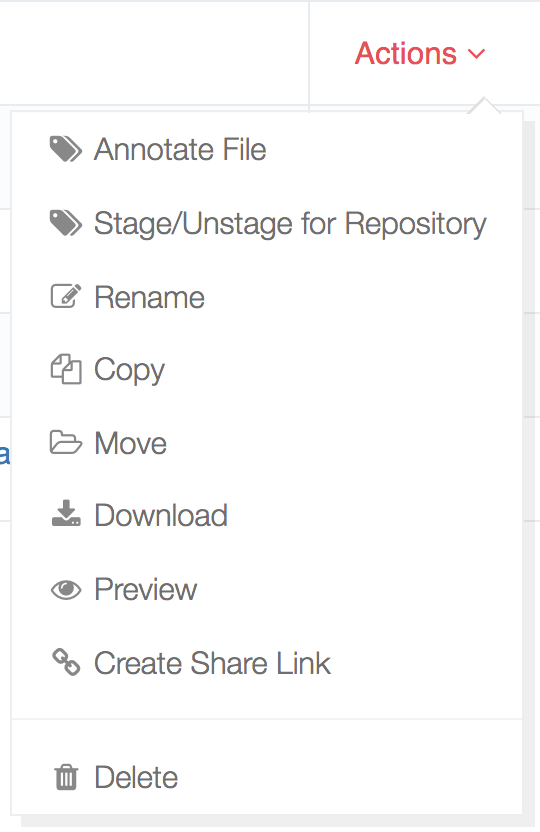 Actions
Annotate File
Stage/Unstage for Repository
Rename
Copy
Move
a
Download
Preview
Create Share Link
Delete